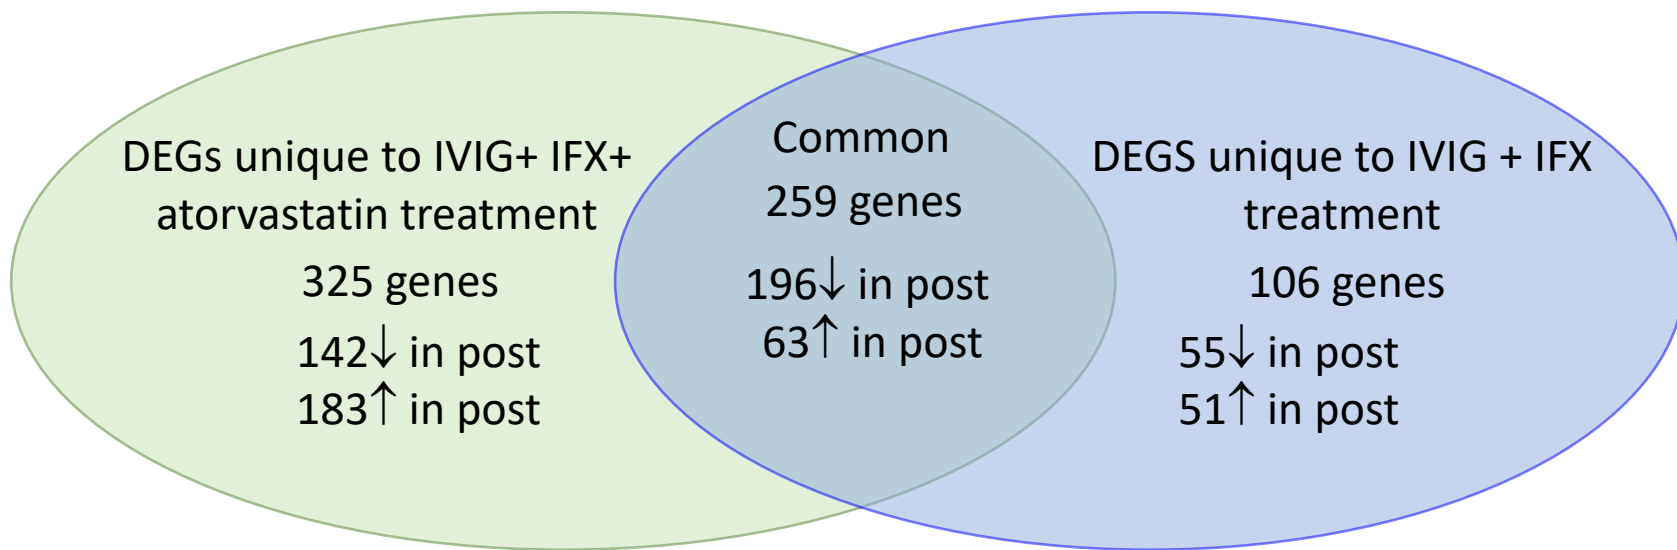 DEGs unique to IVIG+ IFX+
atorvastatin treatment
325 genes
142↓ in post
183↑ in post
Common
259 genes
196↓ in post
63↑ in post
DEGS unique to IVIG + IFX
treatment
106 genes
55↓ in post
51↑ in post